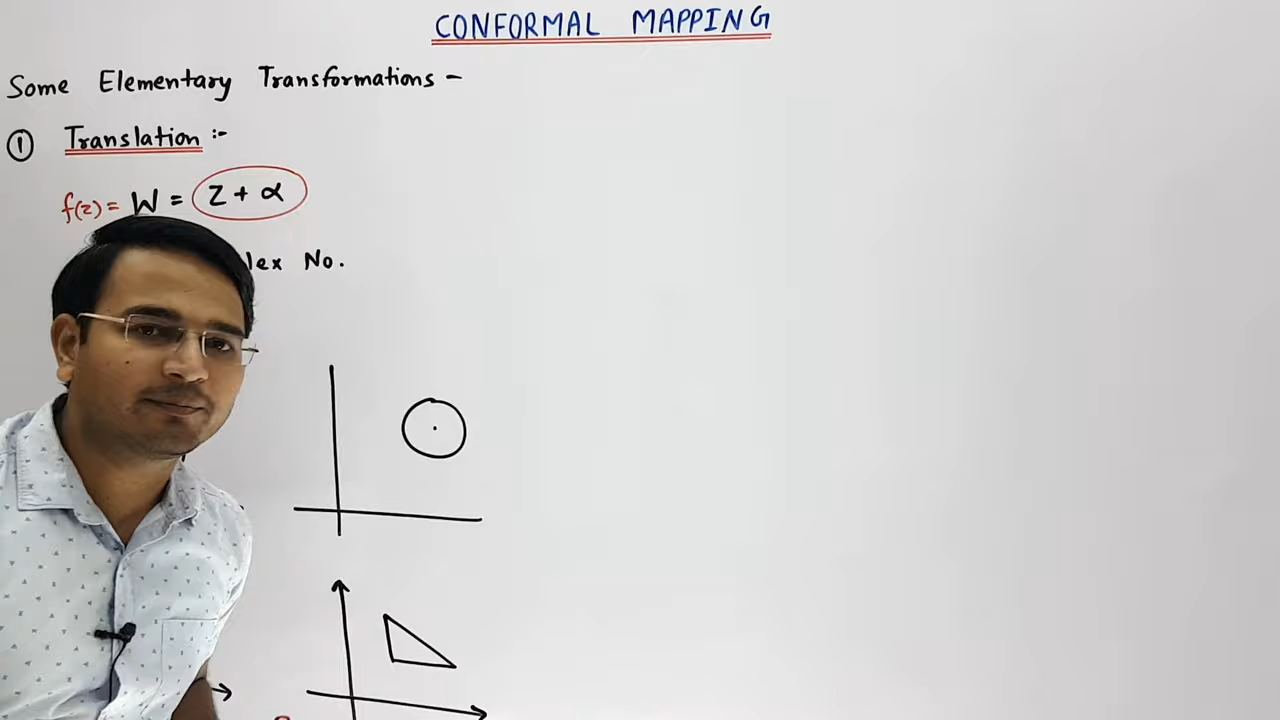 CONFORMAL MAPPING
Some Elementary Transformations -
① Translation :-
f(z) = W = Z + α
lex No.